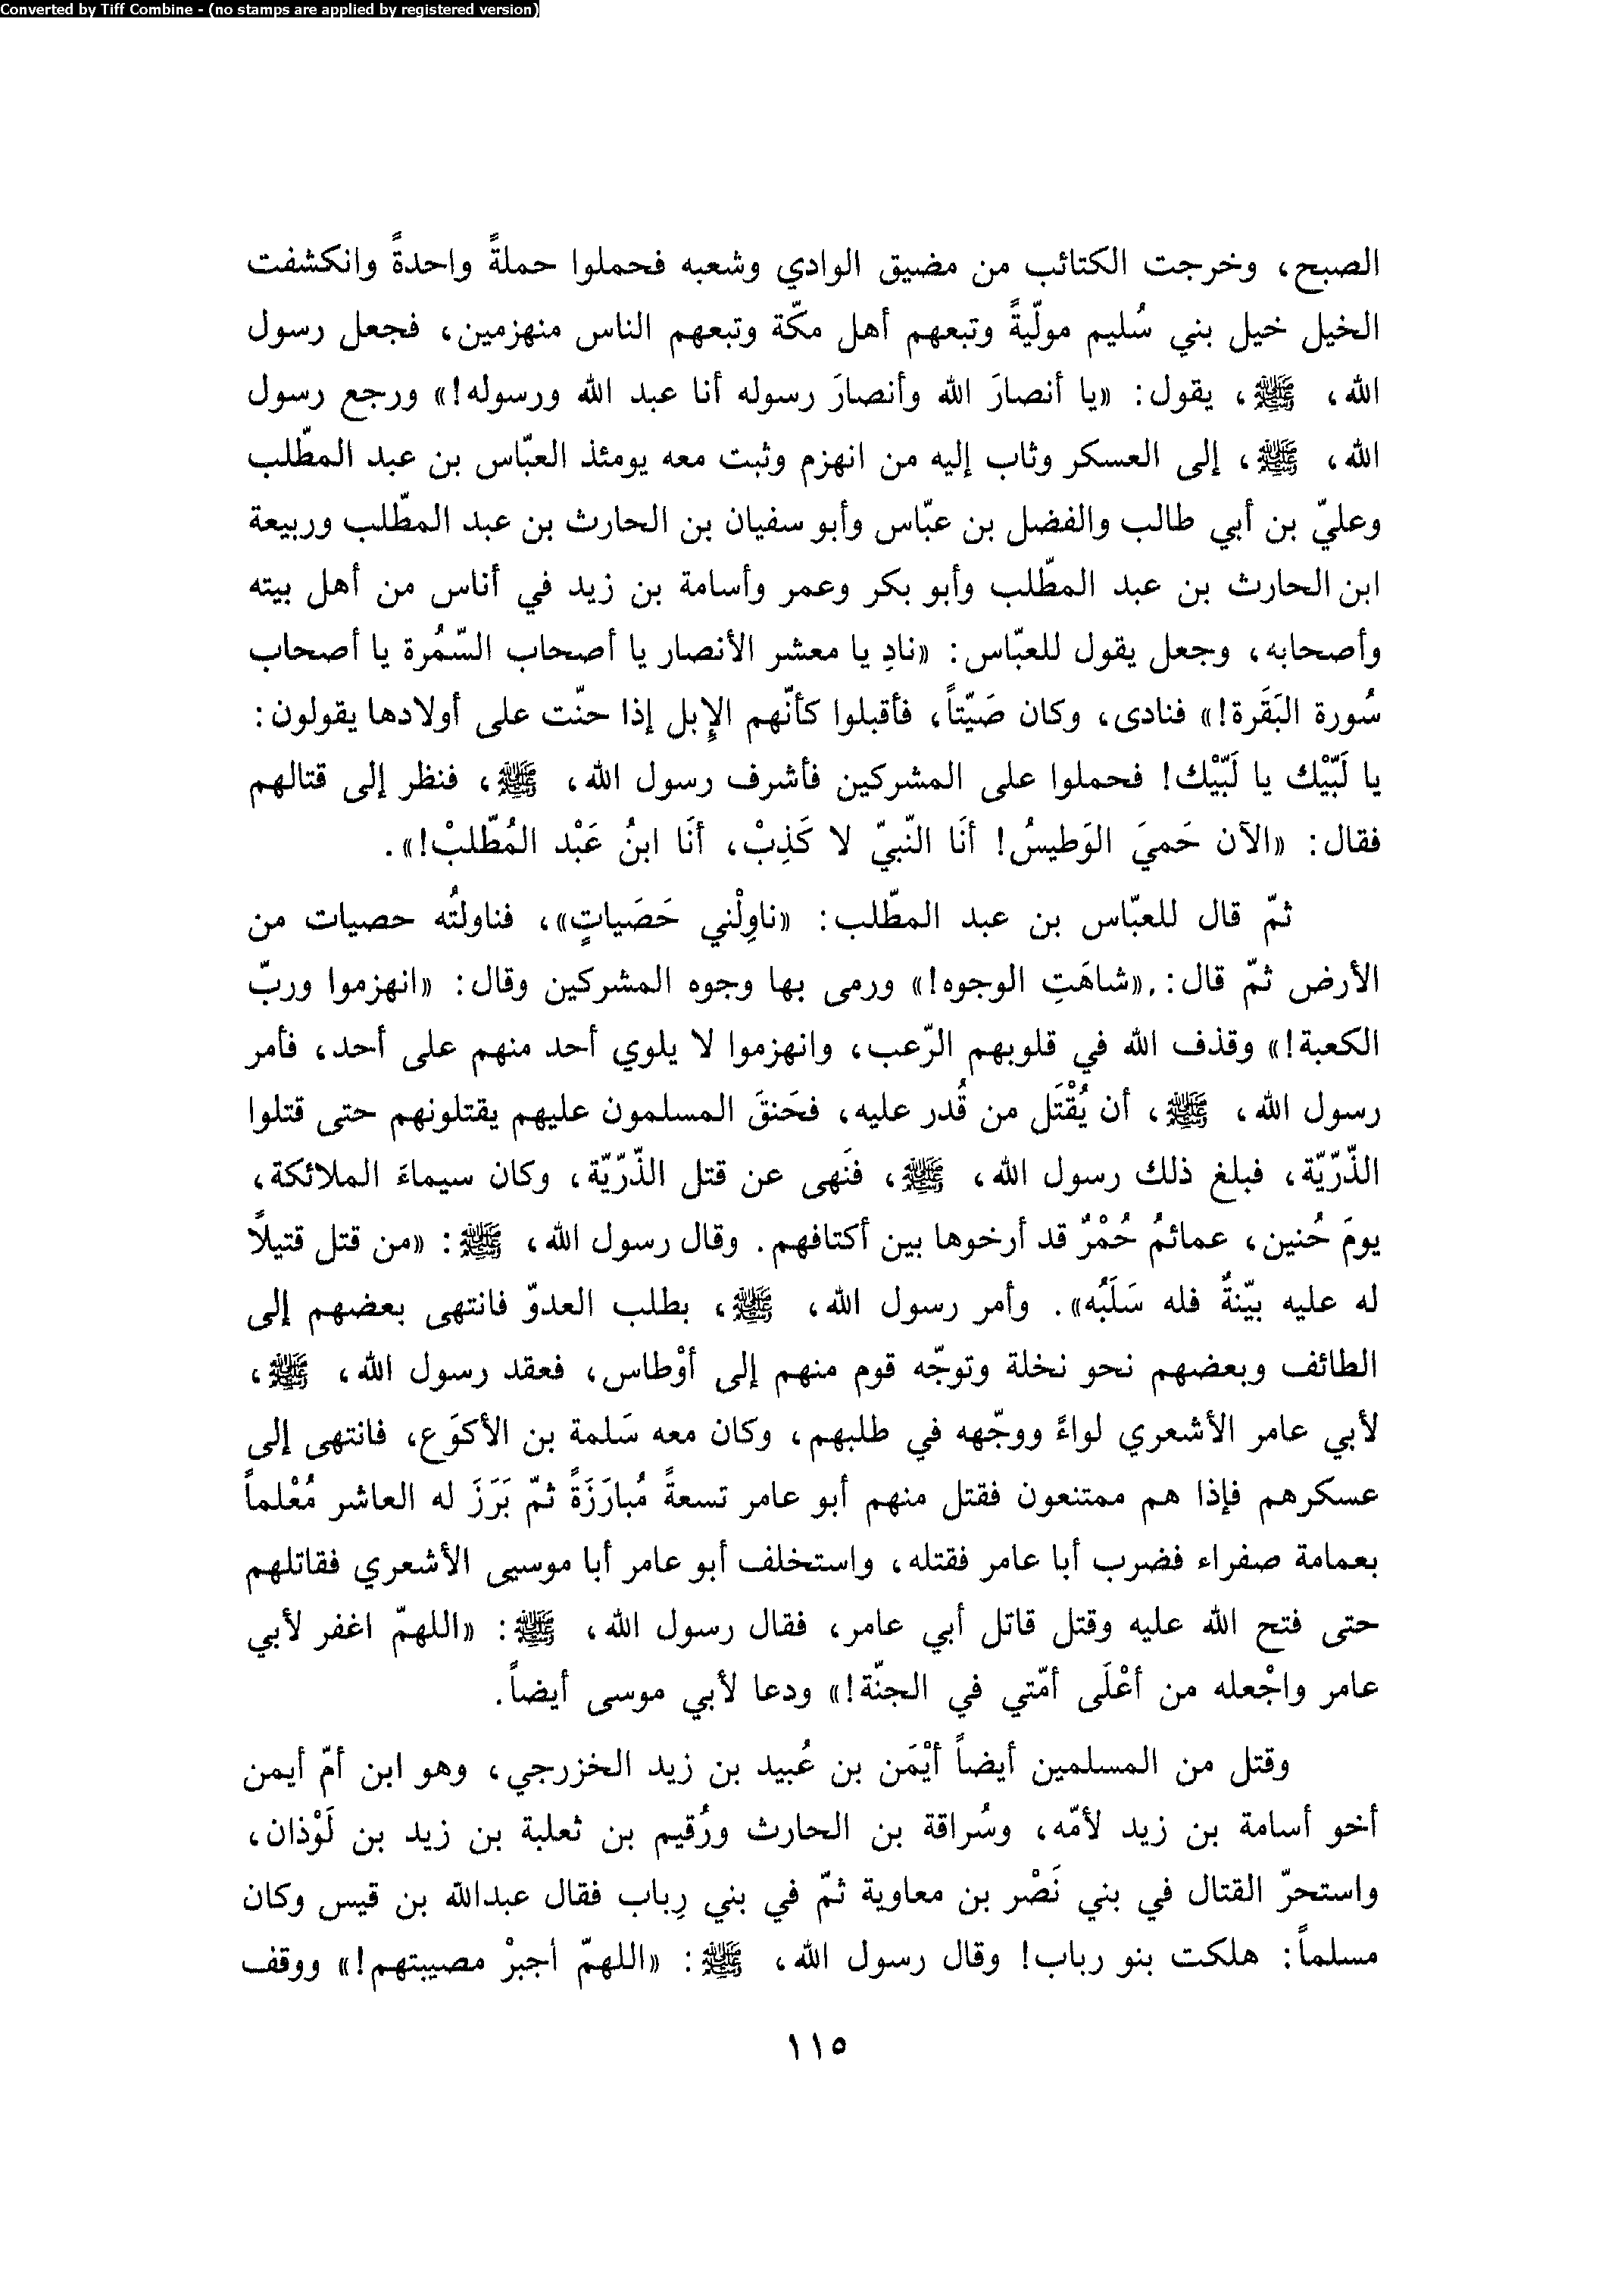 Converted by Tiff Combine - (no stamps are applied by registered version)
الصبح، وخرجت الكتائب من مضيق الوادي وشعبه فحملوا حملةً واحدةً وانكشفت
الخيل خيل بني سُليم مولّيةً وتبعهم أهل مكّة وتبعهم الناس منهزمين، فجعل رسول
الله، ﷺ، يقول: «يا أنصارَ الله وأنصارَ رسوله أنا عبد الله ورسوله!» ورجع رسول
الله، ﷺ، إلى العسكر وثاب إليه من انهزم وثبت معه يومئذ العبّاس بن عبد المطّلب
وعليّ بن أبي طالب والفضل بن عبّاس وأبو سفيان بن الحارث بن عبد المطّلب وربيعة
ابن الحارث بن عبد المطّلب وأبو بكر وعمر وأسامة بن زيد في أناس من أهل بيته
وأصحابه، وجعل يقول للعبّاس: «نادِ يا معشر الأنصار يا أصحاب السّمُرة يا أصحاب
سُورة البَقَرة!» فنادى، وكان صَيّتاً، فأقبلوا كأنّهم الإبل إذا حنّت على أولادها يقولون:
يا لَبّيْك يا لَبّيْك! فحملوا على المشركين فأشرف رسول الله، ﷺ، فنظر إلى قتالهم
فقال: «الآن حَميَ الوَطيسُ! أنَا النّبيّ لا كَذِبْ، أنَا ابنُ عَبْد المُطّلبْ!».
ثمّ قال للعبّاس بن عبد المطّلب: «ناوِلْني حَصَياتٍ»، فناولتُه حصيات من
الأرض ثمّ قال:. «شاهَتِ الوجوه!» ورمى بها وجوه المشركين وقال: «انهزموا وربّ
الكعبة!» وقذف الله في قلوبهم الرّعب، وانهزموا لا يلوي أحد منهم على أحد، فأمر
رسول الله، ﷺ، أن يُقْتَل من قُدر عليه، فحَنقَ المسلمون عليهم يقتلونهم حتى قتلوا
الذّرّيّة، فبلغ ذلك رسول الله، ﷺ، فنَهى عن قتل الذّرّيّة، وكان سيماءَ الملائكة،
يومَ حُنين، عمائمُ حُمْرٌ قد أرخوها بين أكتافهم. وقال رسول الله، ﷺ: «من قتل قتيلاً
له عليه بيّنةٌ فله سَلَبُه». وأمر رسول الله، ﷺ، بطلب العدوّ فانتهى بعضهم إلى
الطائف وبعضهم نحو نخلة وتوجّه قوم منهم إلى أوْطاس، فعقد رسول الله، ﷺ،
لأبي عامر الأشعري لواءً ووجّهه في طلبهم، وكان معه سَلمة بن الأكوَع، فانتهى إلى
عسكرهم فإذا هم ممتنعون فقتل منهم أبو عامر تسعةً مُبارَزَةً ثمّ بَرَزَ له العاشر مُعْلماً
بعمامة صفراء فضرب أبا عامر فقتله، واستخلف أبو عامر أبا موسى الأشعري فقاتلهم
حتى فتح الله عليه وقتل قاتل أبي عامر، فقال رسول الله، ﷺ: «اللهمّ اغفر لأبي
عامر واجْعله من أعْلَى أمّتي في الجنّة!» ودعا لأبي موسى أيضاً.
وقتل من المسلمين أيضاً أيْمَن بن عُبيد بن زيد الخزرجي، وهو ابن أمّ أيمن
أخو أسامة بن زيد لأمّه، وسُراقة بن الحارث ورُقيم بن ثعلبة بن زيد بن لَوْذان،
واستحرّ القتال في بني نَصْر بن معاوية ثمّ في بني رِباب فقال عبدالله بن قيس وكان
مسلماً: هلكت بنو رباب! وقال رسول الله، ﷺ: «اللهمّ أجبرْ مصيبتهم!» ووقف
١١٥